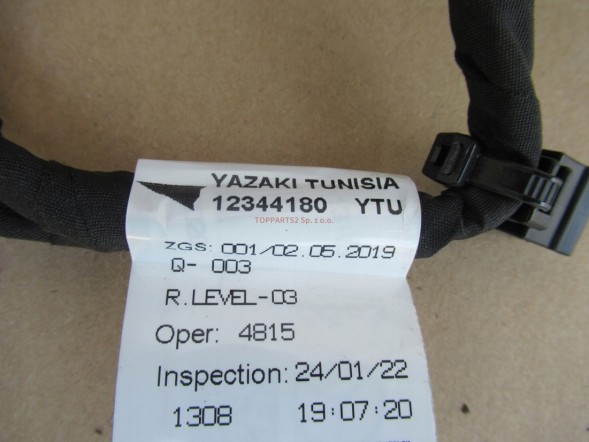 YAZAKI TUNISIA
12344180 YTU
TOPPARTS2 Sp. z o.o.
ZGS: 001/02.05.2019
Q- 003
R.LEVEL-03
Oper: 4815
Inspection: 24/01/22
1308 19:07:20